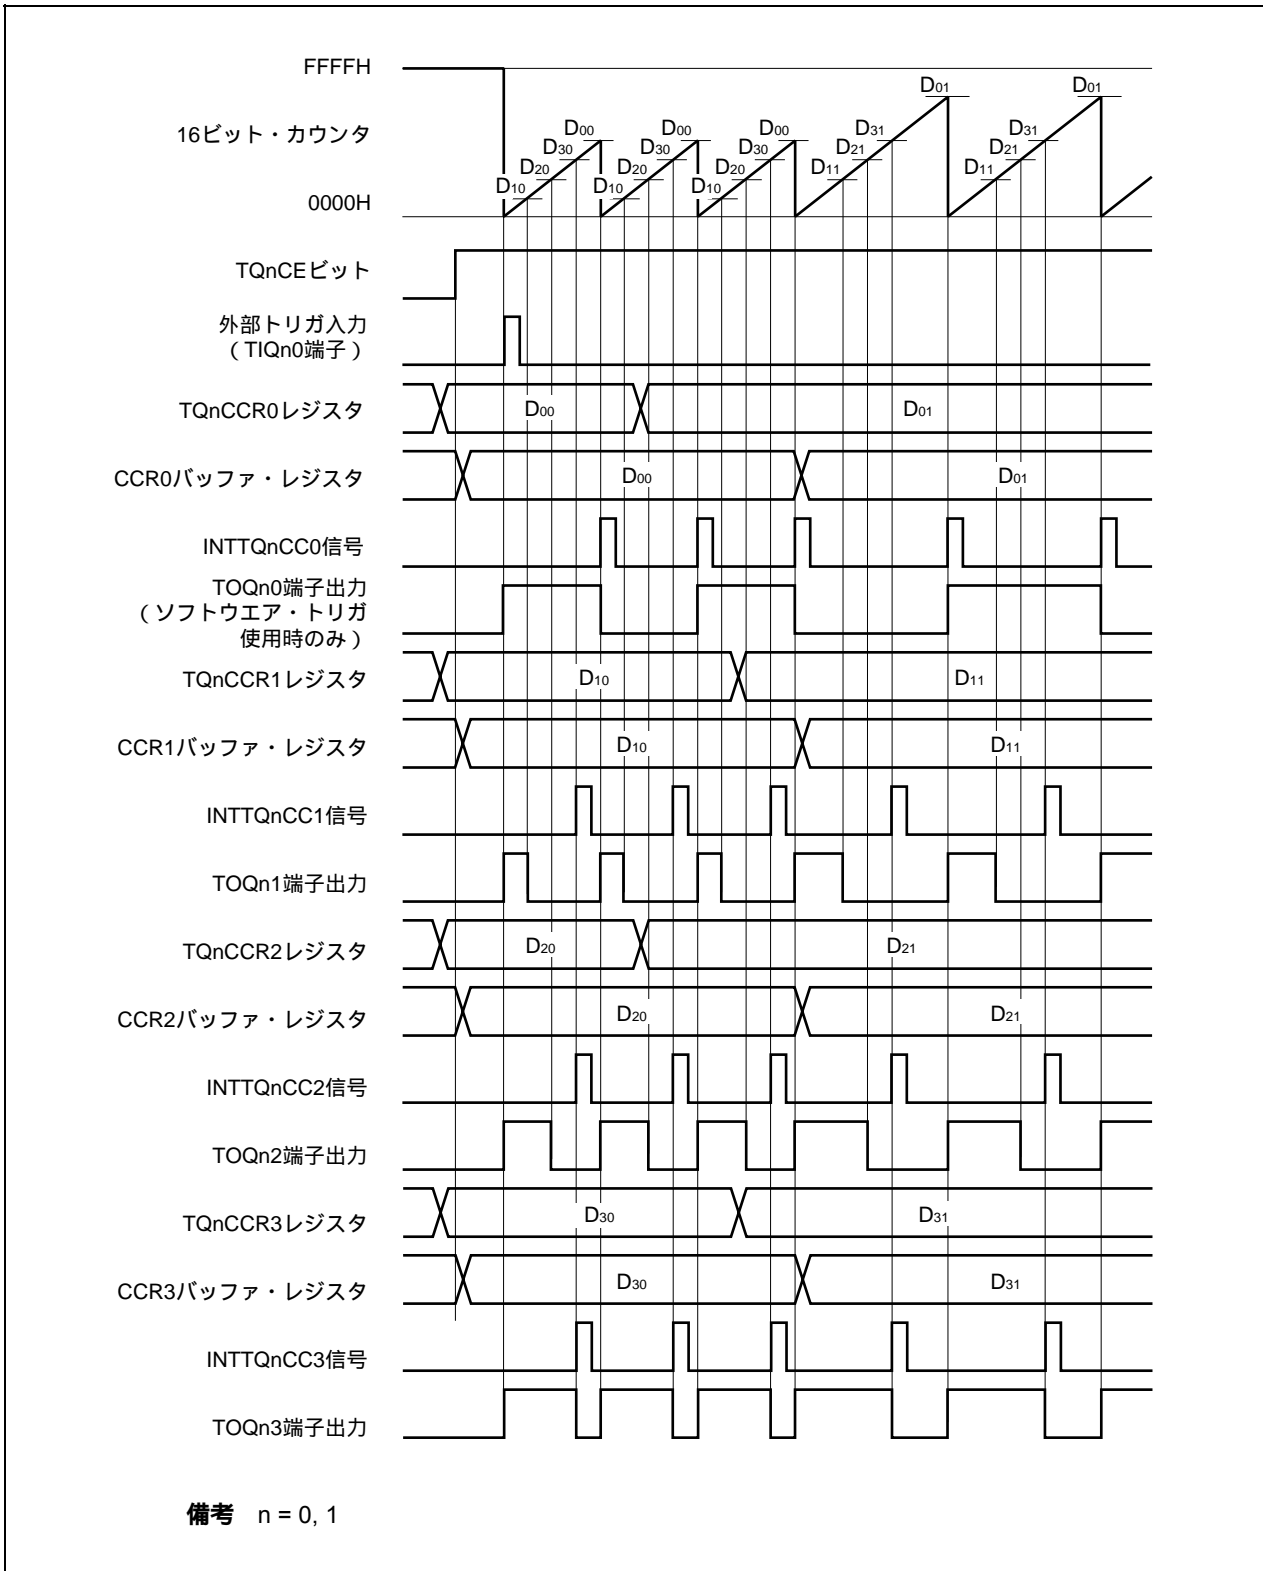 FFFFH
D01 D01
16ビット・カウンタ
D00 D00 D00 D31 D31
D30 D30 D30 D21 D21
D20 D20 D20 D11 D11
D10 D10 D10
0000H
TQnCEビット
外部トリガ入力
(TIQn0端子)
TQnCCR0レジスタ
D00 D01
CCR0バッファ・レジスタ
D00 D01
INTTQnCC0信号
TOQn0端子出力
(ソフトウエア・トリガ
使用時のみ)
TQnCCR1レジスタ
D10 D11
CCR1バッファ・レジスタ
D10 D11
INTTQnCC1信号
TOQn1端子出力
TQnCCR2レジスタ
D20 D21
CCR2バッファ・レジスタ
D20 D21
INTTQnCC2信号
TOQn2端子出力
TQnCCR3レジスタ
D30 D31
CCR3バッファ・レジスタ
D30 D31
INTTQnCC3信号
TOQn3端子出力
備考 n = 0, 1